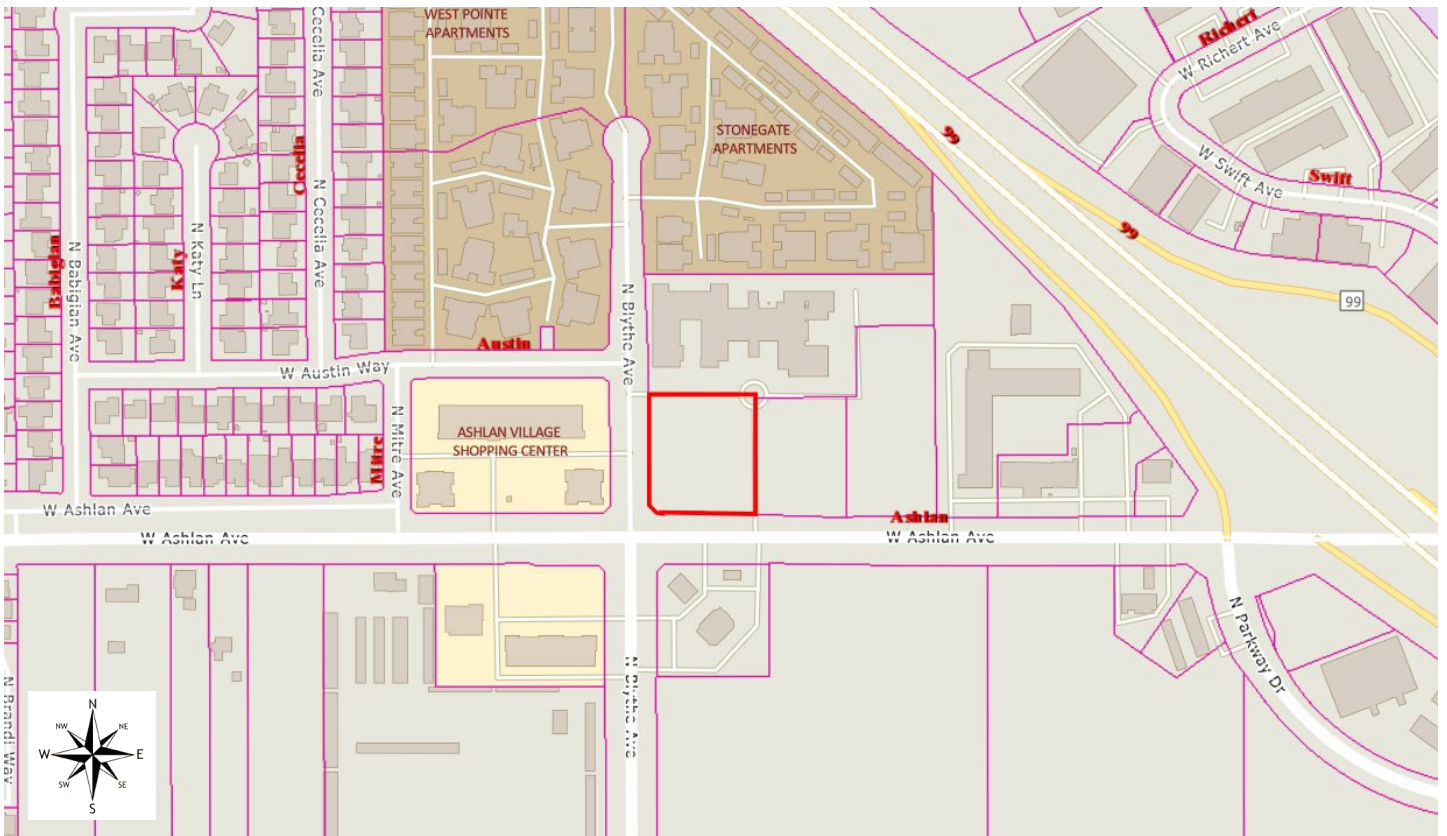 WEST POINTE
APARTMENTS
Richert
W Richert Ave
Cecelia Ave
STONEGATE
APARTMENTS
99
W Swift Ave
Swift
Cecelia
N Cecelia Ave
99
Babigian
N Babigian Ave
Katy
N Katy Ln
N Blythe Ave
99
Austin
W Austin Way
Mitre
N Mitre Ave
ASHLAN VILLAGE
SHOPPING CENTER
W Ashlan Ave
Ashlan
W Ashlan Ave
W Ashlan Ave
N Parkway Dr
N Blythe Ave
N Brandi Way
N
NW
NE
W
E
SW
SE
S